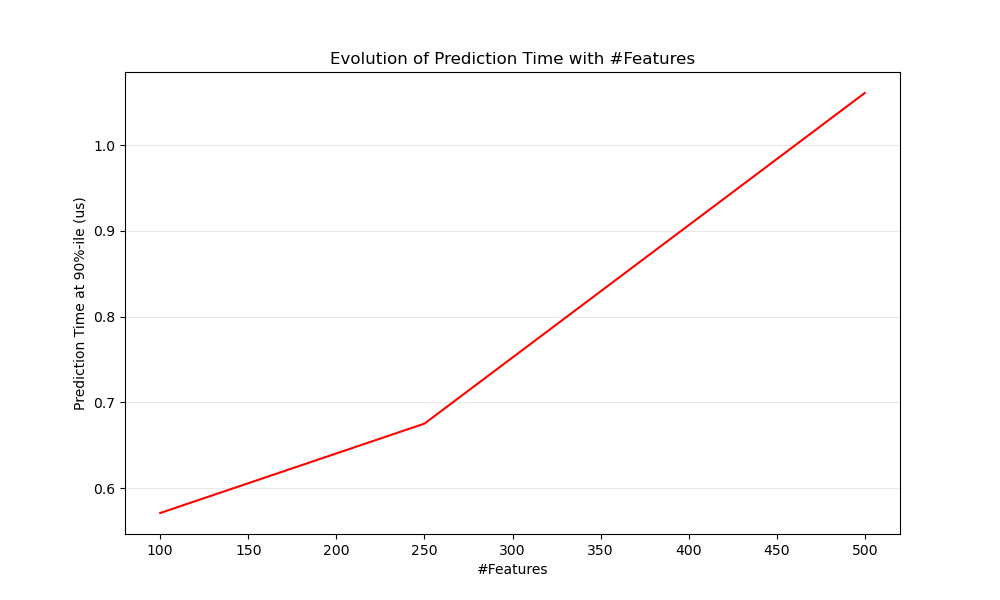 Evolution of Prediction Time with #Features
Prediction Time at 90%-ile (us)
1.0
0.9
0.8
0.7
0.6
100 150 200 250 300 350 400 450 500
#Features